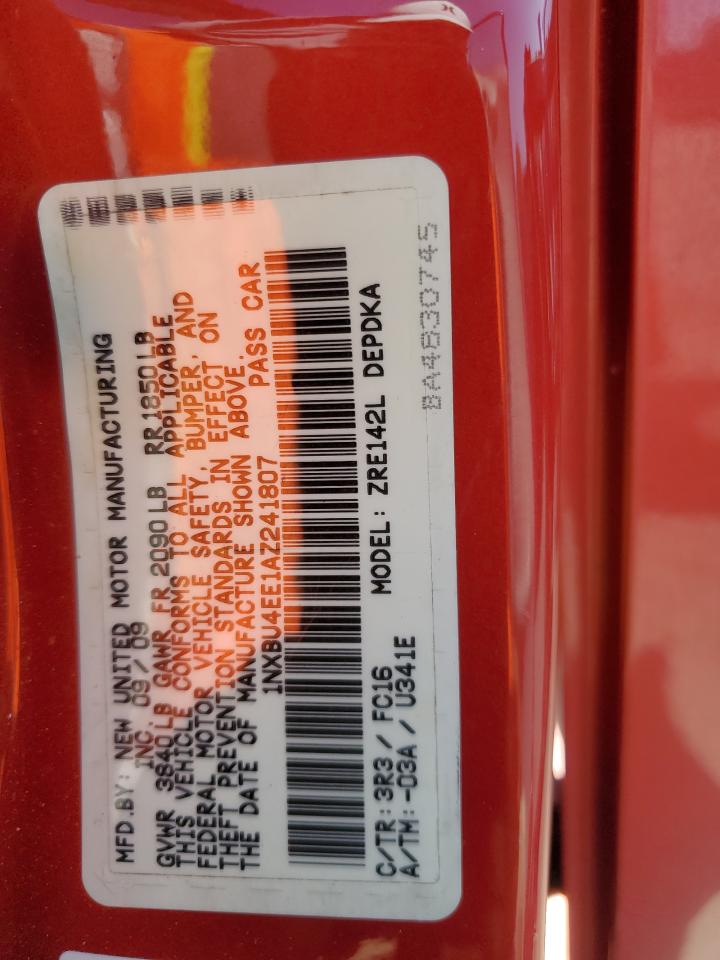 MFD.BY: NEW UNITED MOTOR MANUFACTURING
INC. 09/09
GVWR 3840LB GAWR FR 2090LB RR 1850LB
THIS VEHICLE CONFORMS TO ALL APPLICABLE
FEDERAL MOTOR VEHICLE SAFETY, BUMPER, AND
THEFT PREVENTION STANDARDS IN EFFECT ON
THE DATE OF MANUFACTURE SHOWN ABOVE.
1NXBU4EE1AZ241807 PASS CAR
C/TR: 3R3 / FC16 MODEL: ZRE142L DEPDKA
A/TM: -03A / U341E
BA4830745